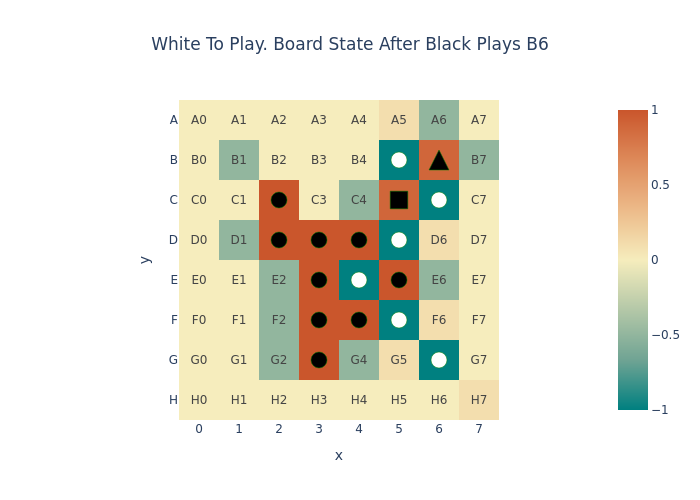 White To Play. Board State After Black Plays B6
A A0 A1 A2 A3 A4 A5 A6 A7
B B0 B1 B2 B3 B4 B7
C C0 C1 C3 C4 C7
D D0 D1 D6 D7
E E0 E1 E2 E6 E7
F F0 F1 F2 F6 F7
G G0 G1 G2 G4 G5 G7
H H0 H1 H2 H3 H4 H5 H6 H7
0 1 2 3 4 5 6 7
x
y
1
0.5
0
−0.5
−1